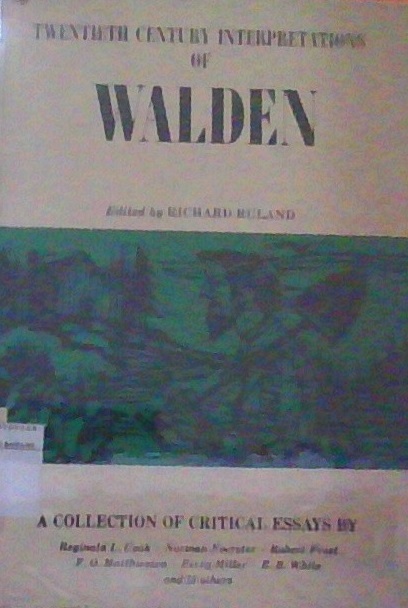 TWENTIETH CENTURY INTERPRETATIONS
OF
WALDEN
Edited by RICHARD RULAND
A COLLECTION OF CRITICAL ESSAYS BY
Reginald L. Cook Norman Foerster Robert Frost
F. O. Matthiessen Perry Miller E. B. White
and others